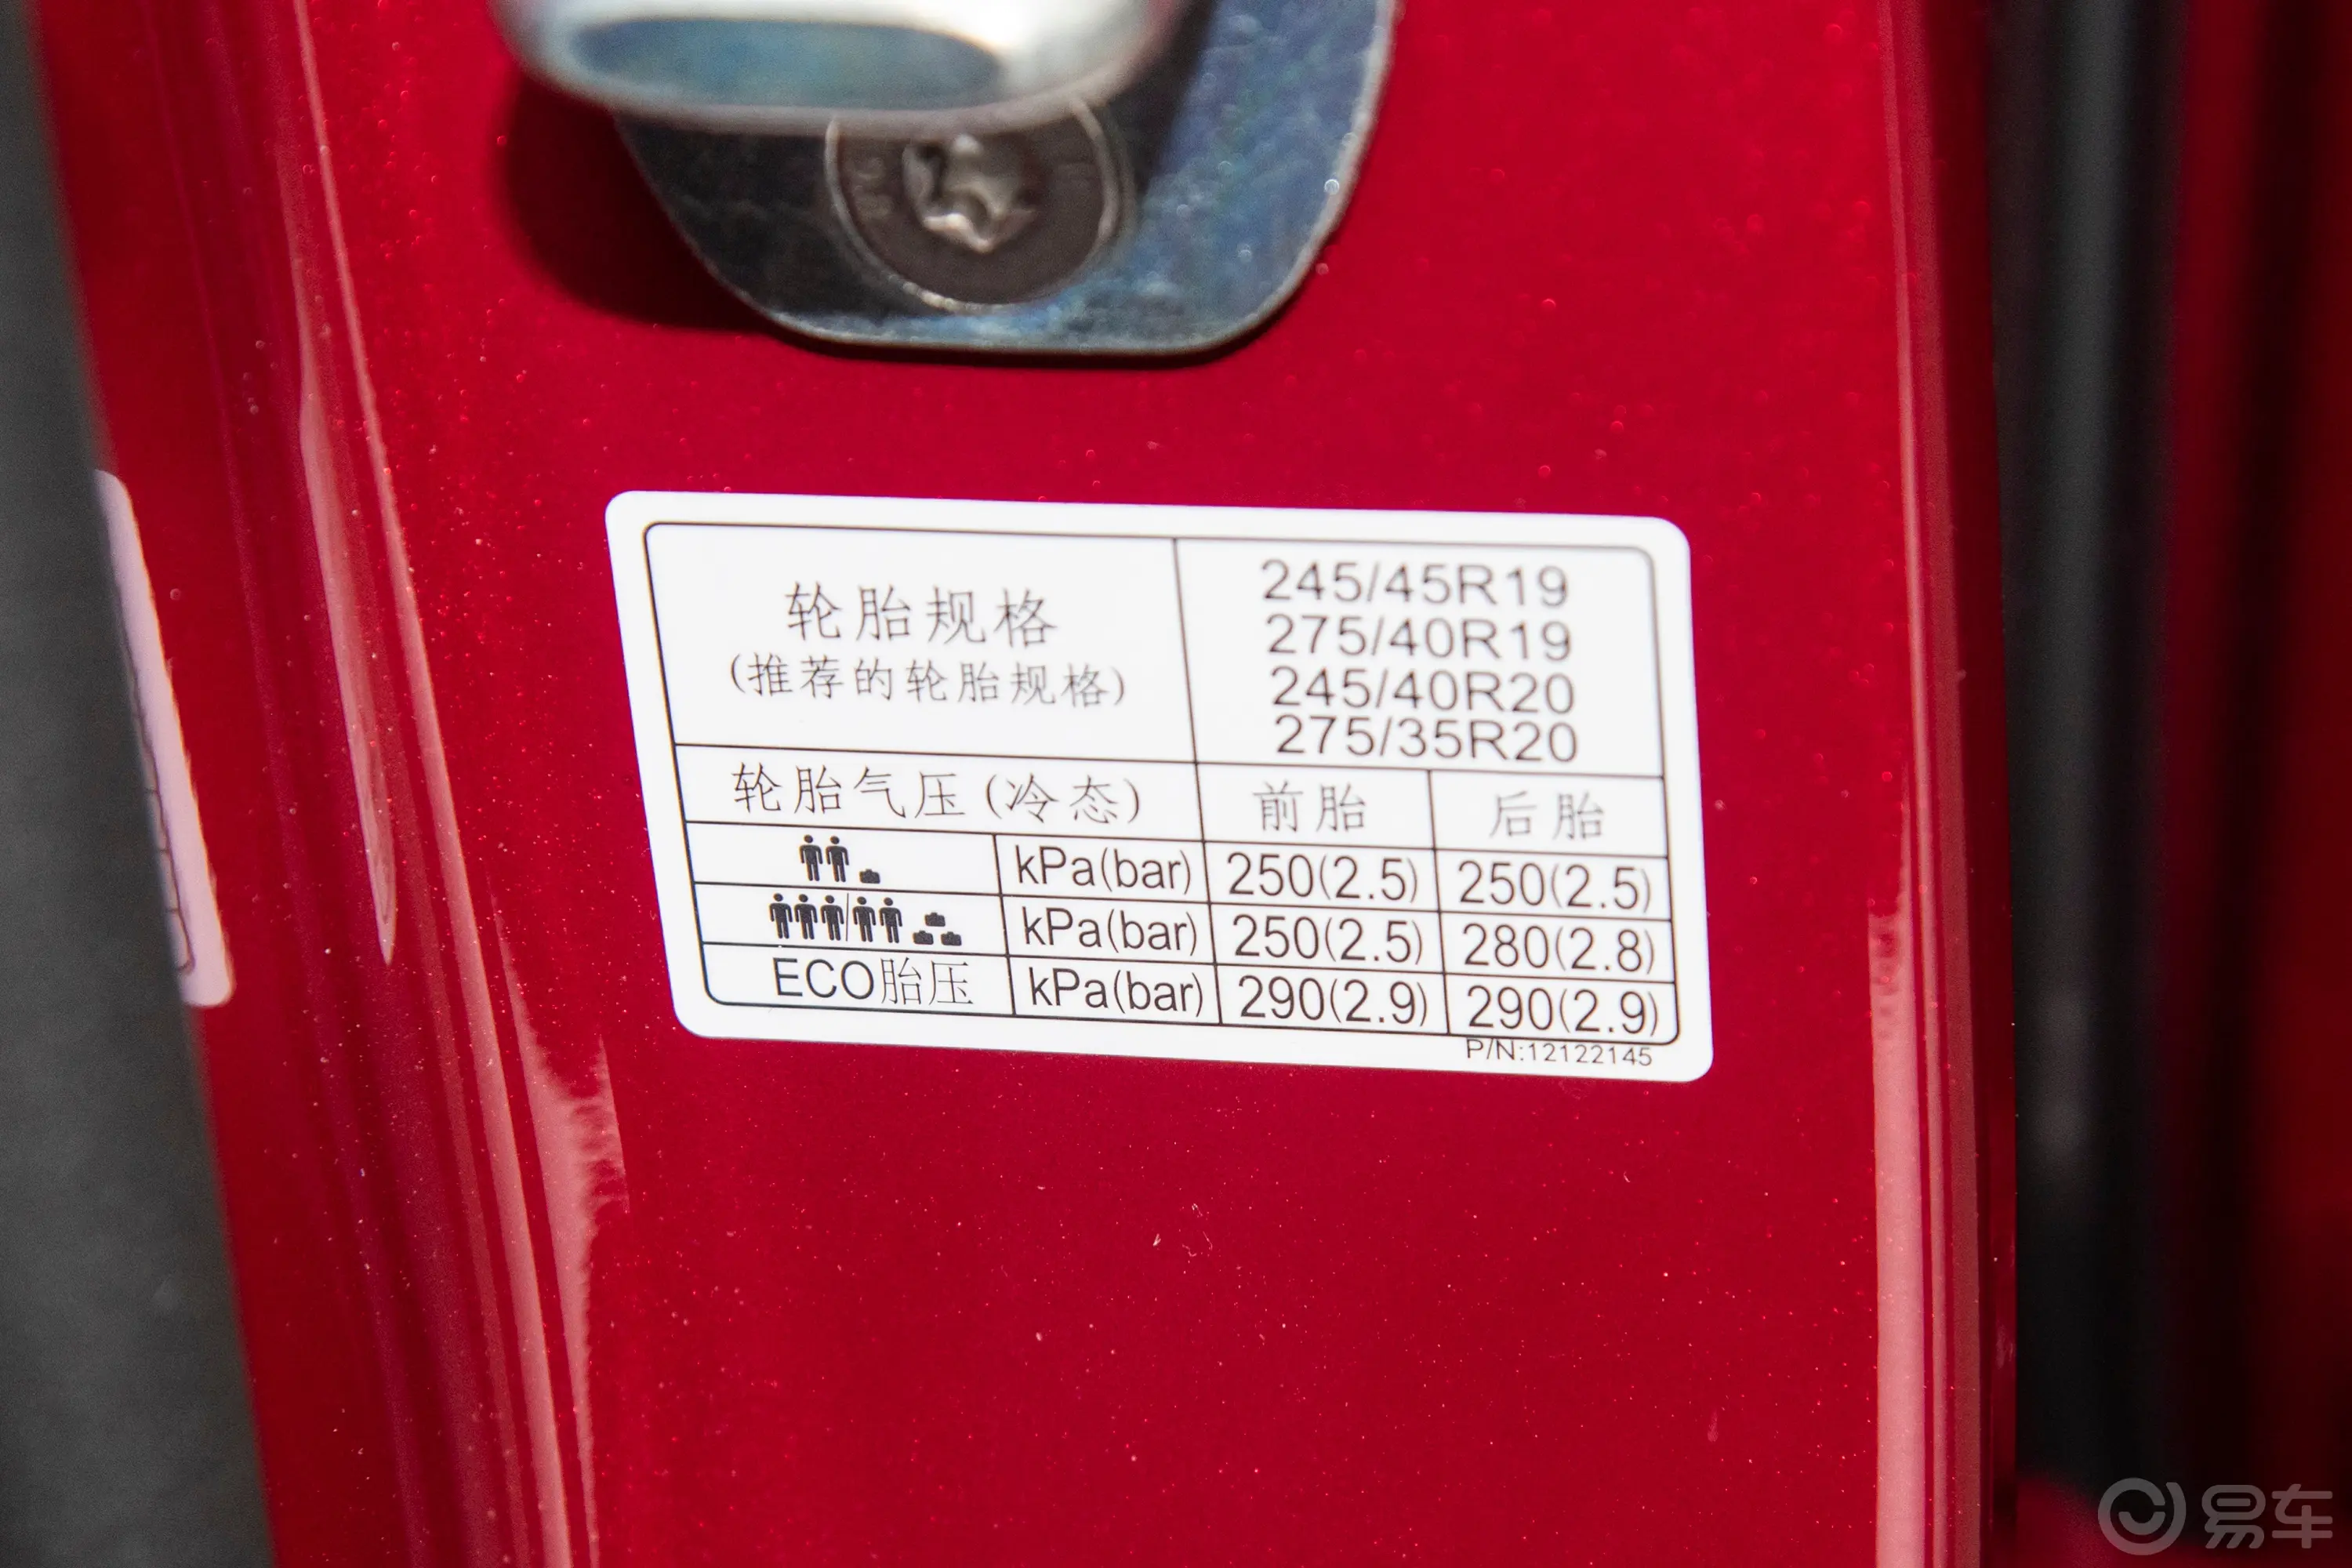 轮胎规格
(推荐的轮胎规格)
245/45R19
275/40R19
245/40R20
275/35R20
轮胎气压(冷态) 前胎 后胎
kPa(bar) 250(2.5) 250(2.5)
kPa(bar) 250(2.5) 280(2.8)
ECO胎压 kPa(bar) 290(2.9) 290(2.9)
P/N:12122145
易车